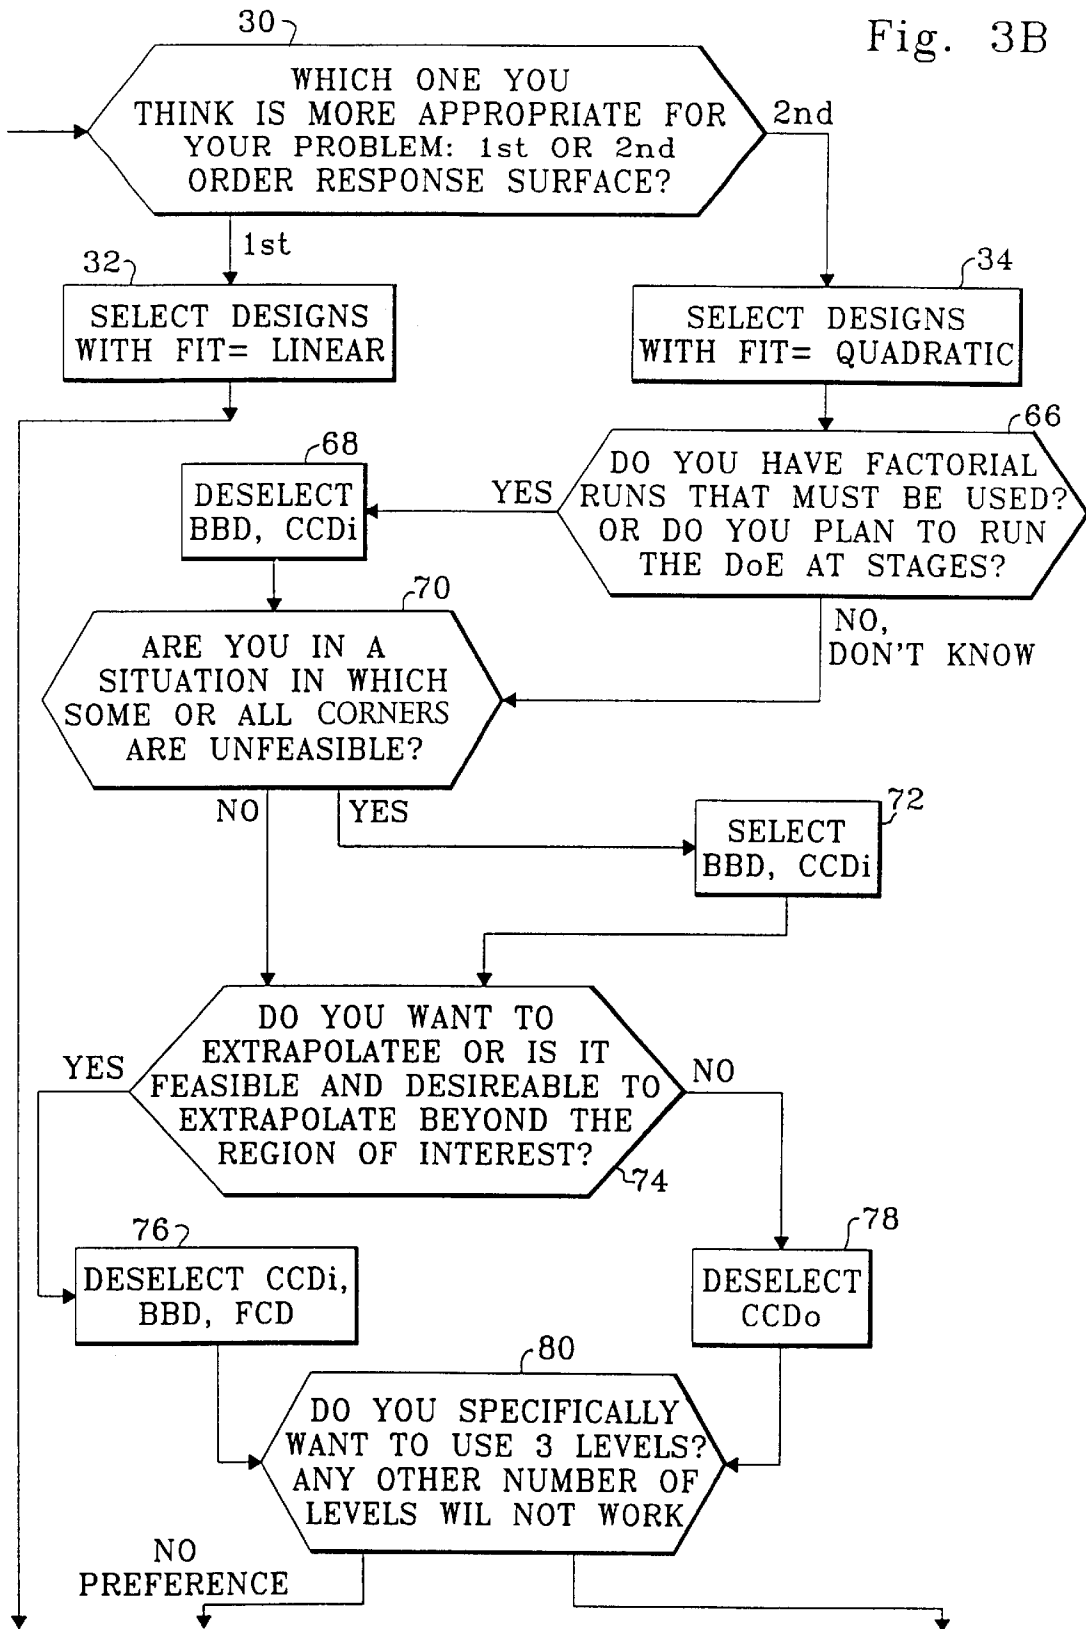 Fig. 3B
30
WHICH ONE YOU
THINK IS MORE APPROPRIATE FOR
YOUR PROBLEM: 1st OR 2nd
ORDER RESPONSE SURFACE?
2nd
1st
32
SELECT DESIGNS
WITH FIT= LINEAR
34
SELECT DESIGNS
WITH FIT= QUADRATIC
66
DO YOU HAVE FACTORIAL
RUNS THAT MUST BE USED?
OR DO YOU PLAN TO RUN
THE DoE AT STAGES?
YES
68
DESELECT
BBD, CCDi
NO,
DON'T KNOW
70
ARE YOU IN A
SITUATION IN WHICH
SOME OR ALL CORNERS
ARE UNFEASIBLE?
NO
YES
72
SELECT
BBD, CCDi
DO YOU WANT TO
EXTRAPOLATEE OR IS IT
FEASIBLE AND DESIREABLE TO
EXTRAPOLATE BEYOND THE
REGION OF INTEREST?
74
YES
NO
76
DESELECT CCDi,
BBD, FCD
78
DESELECT
CCDo
80
DO YOU SPECIFICALLY
WANT TO USE 3 LEVELS?
ANY OTHER NUMBER OF
LEVELS WIL NOT WORK
NO
PREFERENCE